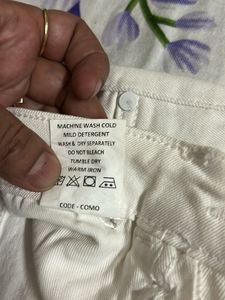 MACHINE WASH COLD
MILD DETERGENT
WASH & DRY SEPARATELY
DO NOT BLEACH
TUMBLE DRY
WARM IRON
CODE - COMO